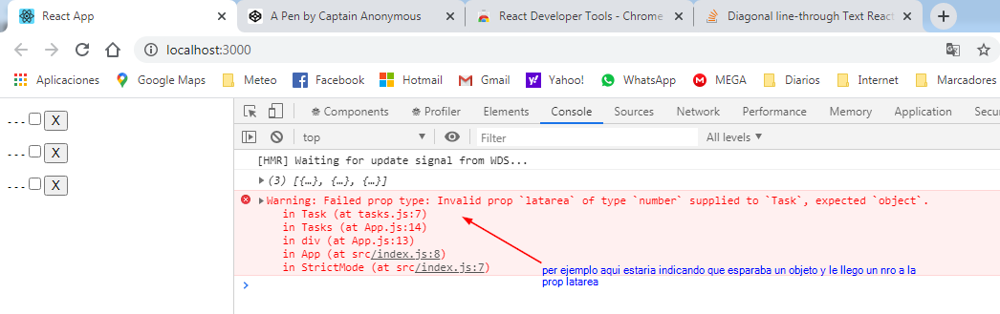 React App
A Pen by Captain Anonymous
React Developer Tools - Chrome
Diagonal line-through Text React
localhost:3000
Aplicaciones
Google Maps
Meteo
Facebook
Hotmail
Gmail
Yahoo!
WhatsApp
MEGA
Diarios
Internet
Marcadores
- - - X
- - - X
- - - X
Components
Profiler
Elements
Console
Sources
Network
Performance
Memory
Application
Secu
top
Filter
All levels
[HMR] Waiting for update signal from WDS...
(3) [{…}, {…}, {…}]
Warning: Failed prop type: Invalid prop `latarea` of type `number` supplied to `Task`, expected `object`.
in Task (at tasks.js:7)
in Tasks (at App.js:14)
in div (at App.js:13)
in App (at src/index.js:8)
in StrictMode (at src/index.js:7)
per ejemplo aqui estaria indicando que esparaba un objeto y le llego un nro a la
prop latarea